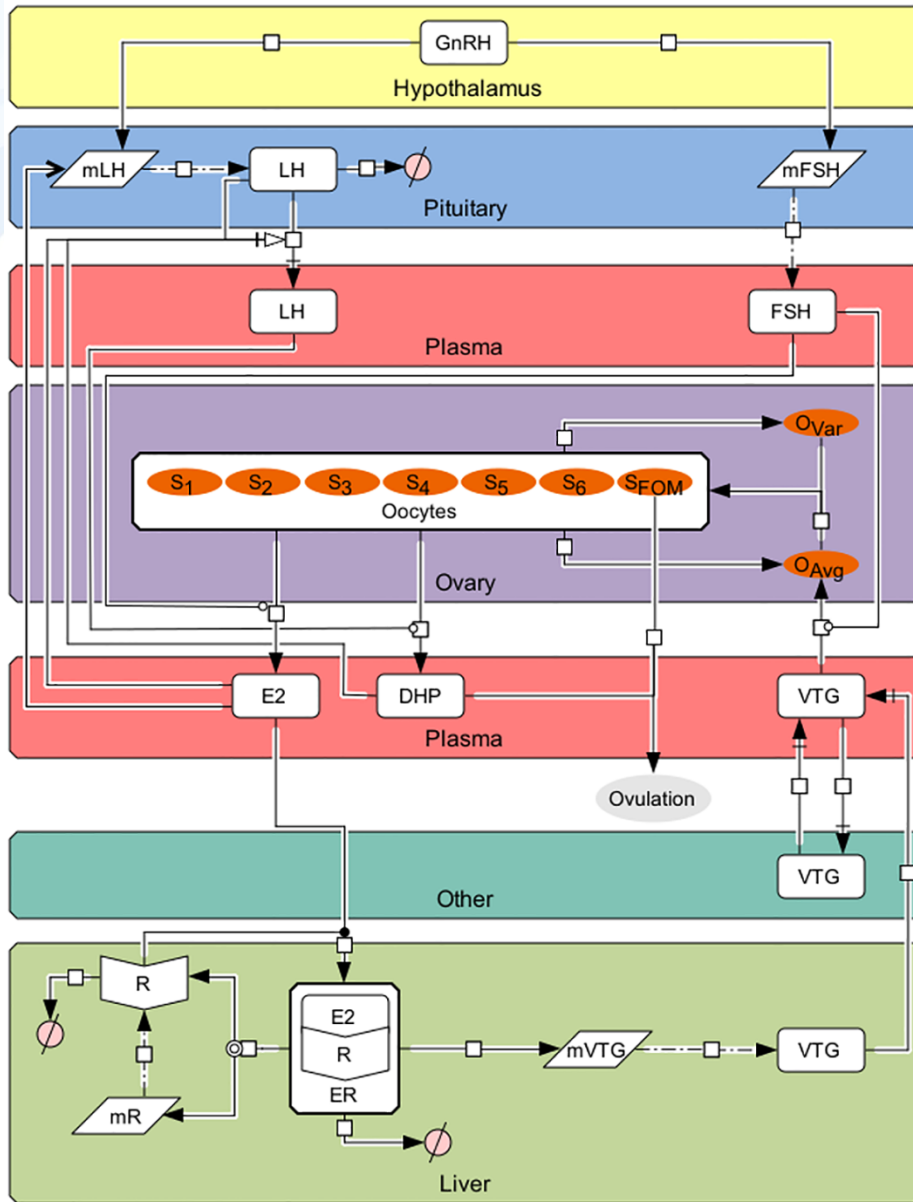 GnRH
Hypothalamus
mLH
LH
mFSH
Pituitary
LH
FSH
Plasma
OVar
S1 S2 S3 S4 S5 S6 SFOM
Oocytes
OAvg
Ovary
E2
DHP
VTG
Plasma
Ovulation
VTG
Other
R
E2
R
ER
mVTG
VTG
mR
Liver